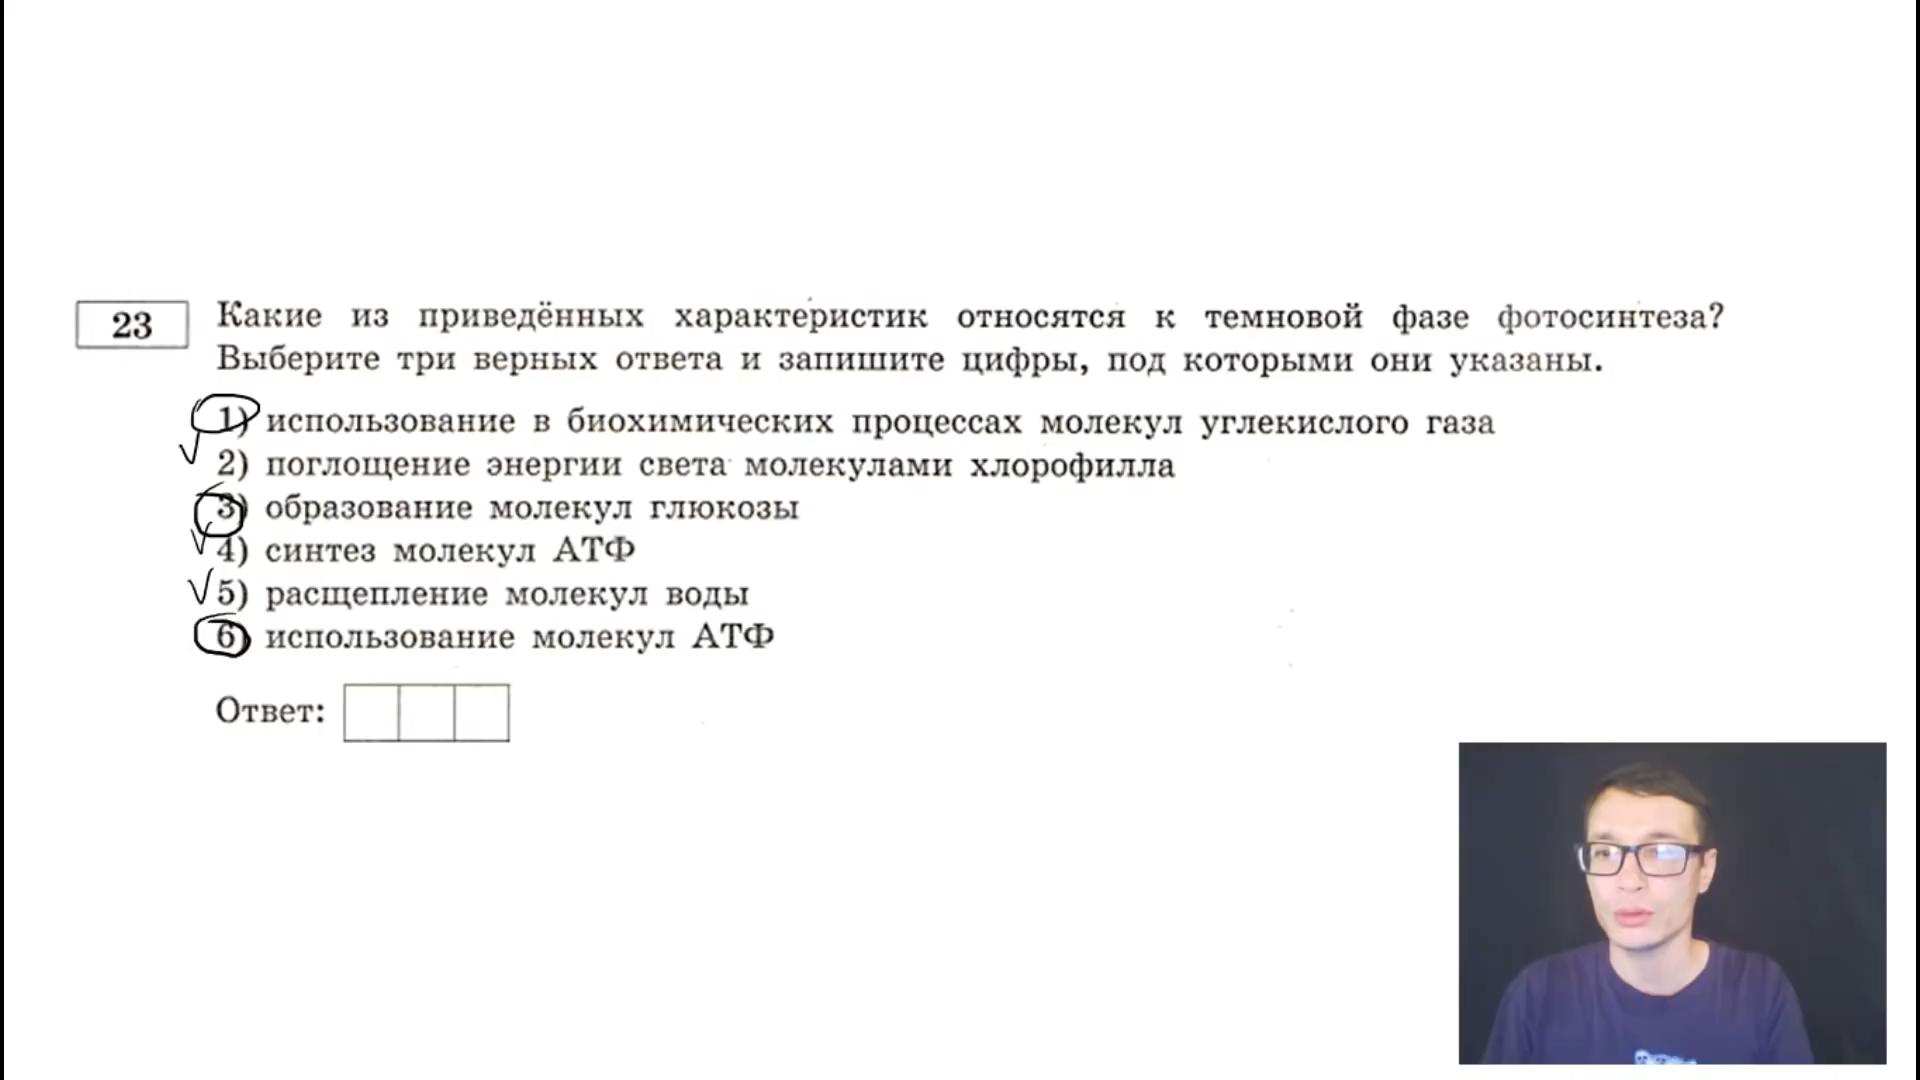 23
Какие из приведённых характеристик относятся к темновой фазе фотосинтеза?
Выберите три верных ответа и запишите цифры, под которыми они указаны.
1) использование в биохимических процессах молекул углекислого газа
2) поглощение энергии света молекулами хлорофилла
3) образование молекул глюкозы
4) синтез молекул АТФ
5) расщепление молекул воды
6) использование молекул АТФ
Ответ: